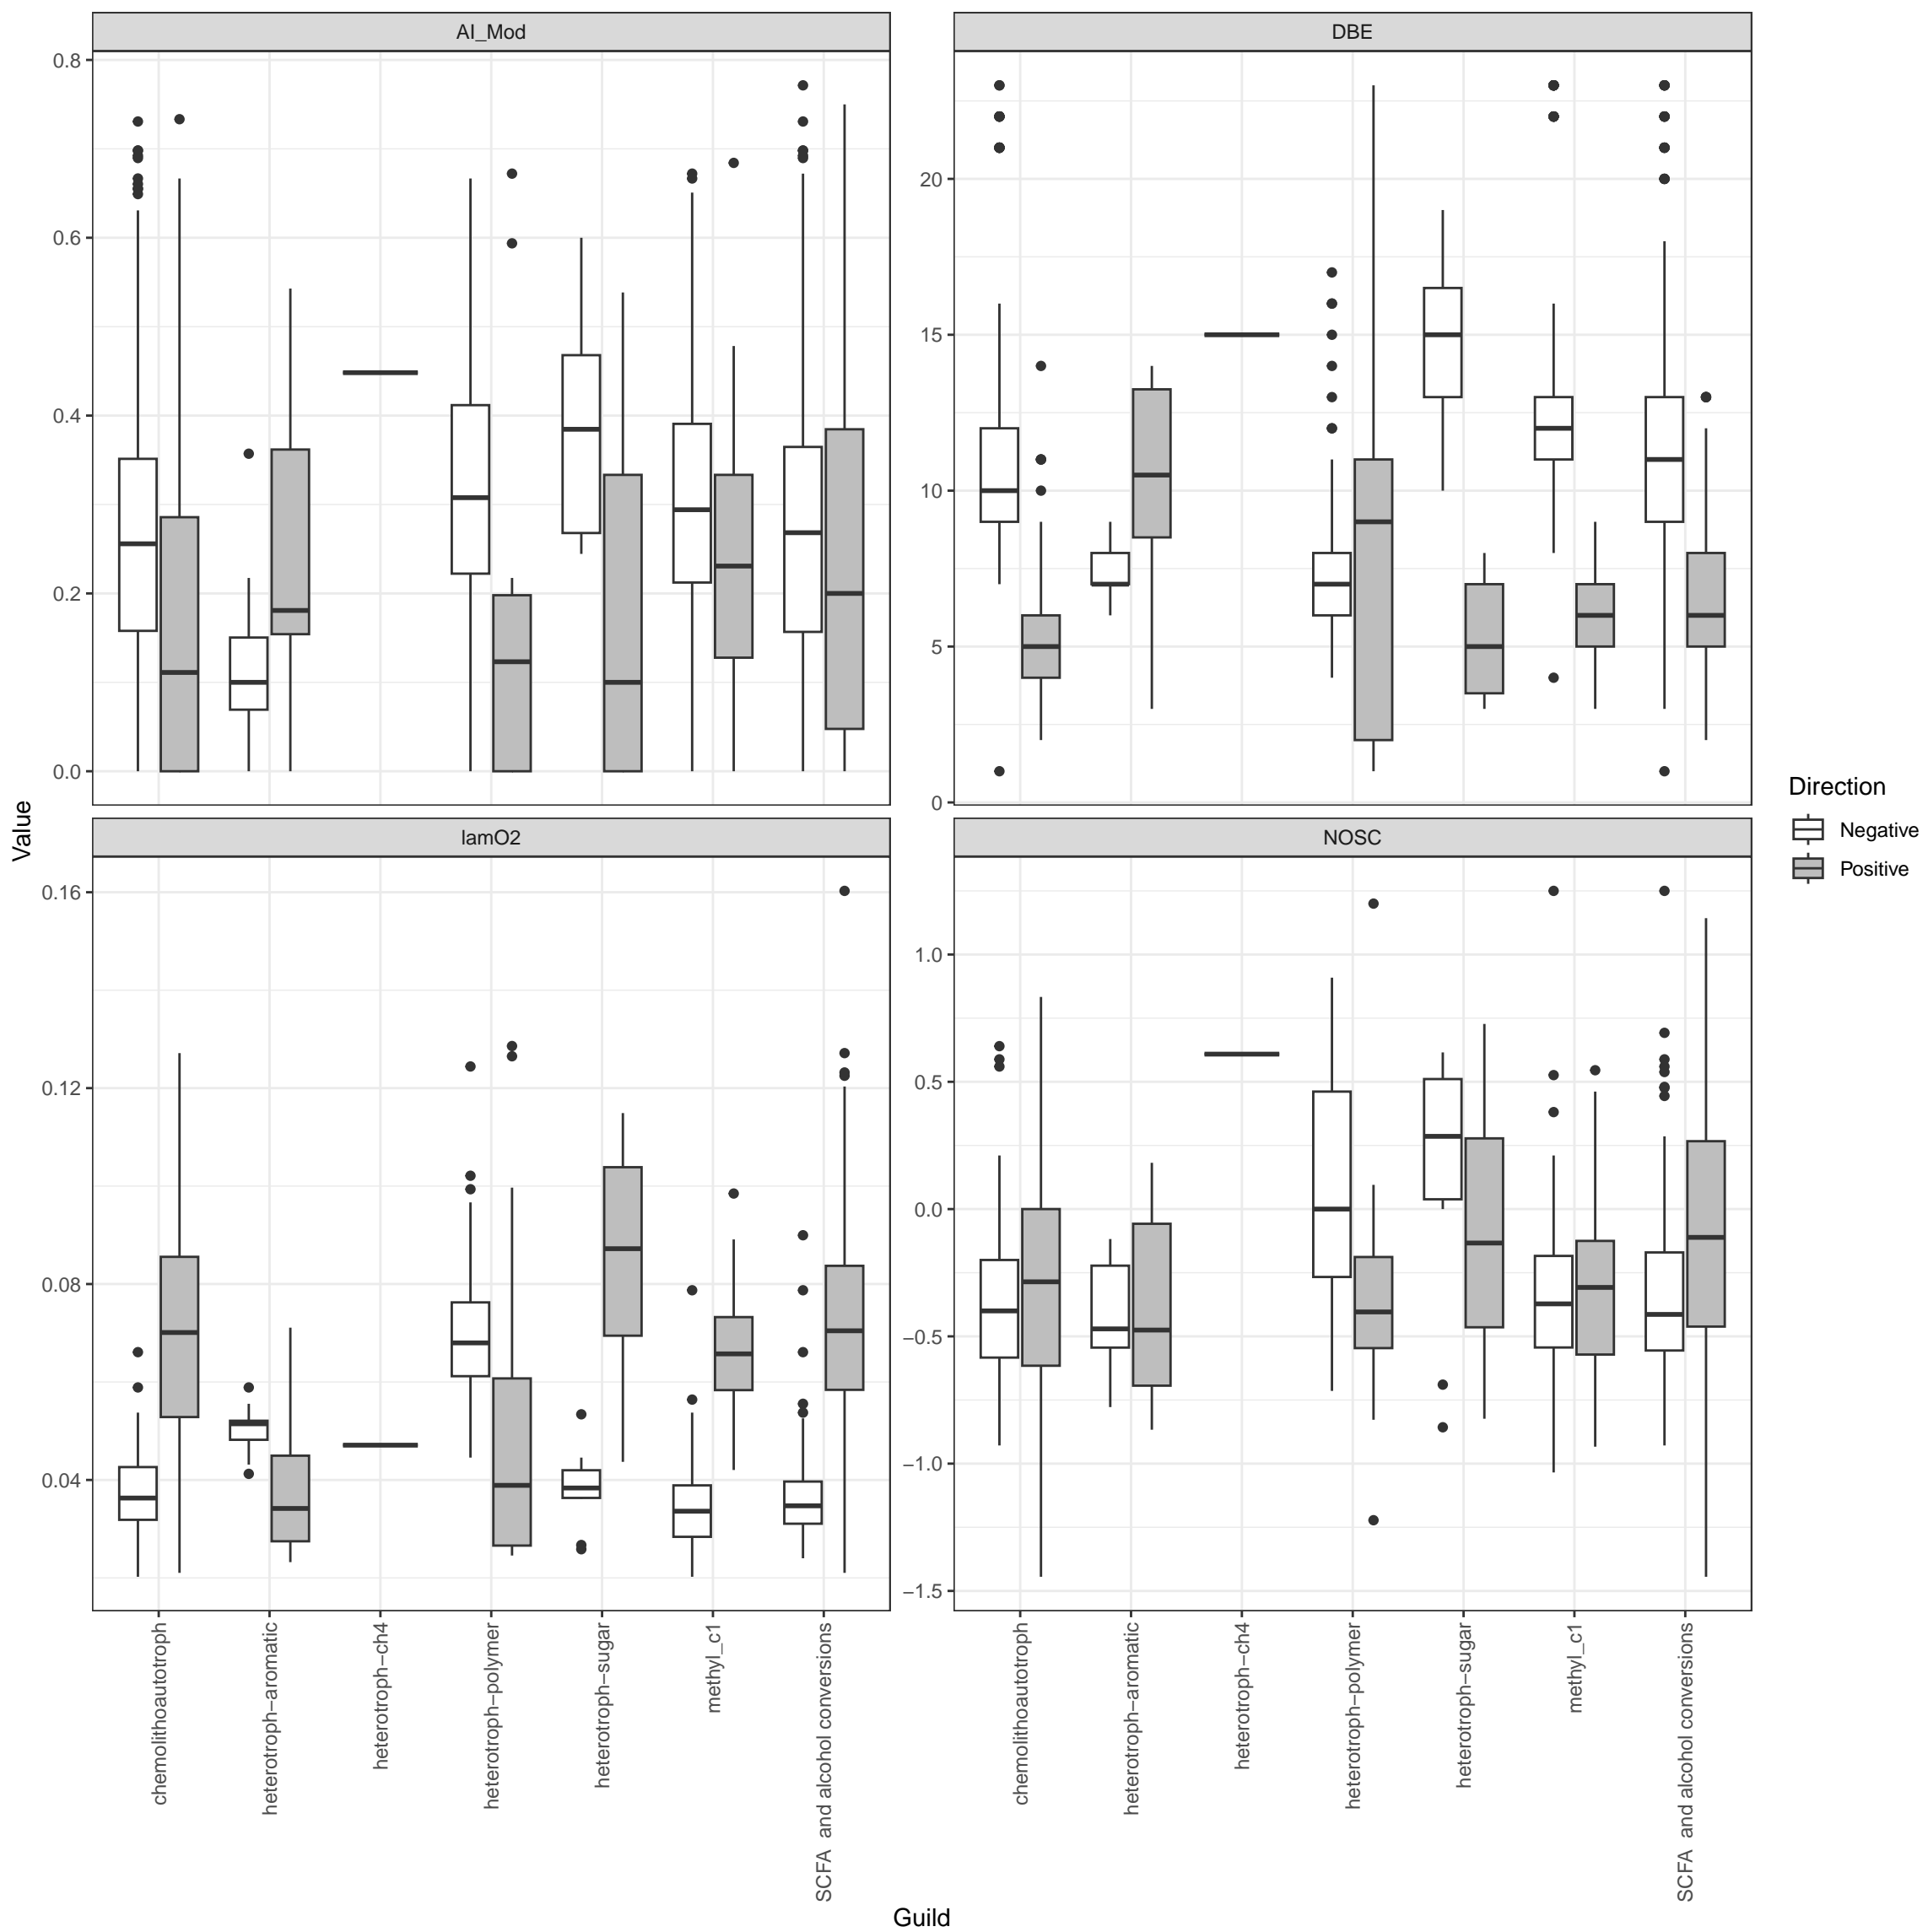 AI_Mod
DBE
0.8
0.6
0.4
0.2
0.0
20
15
10
5
0
Value
lamO2
NOSC
0.16
0.12
0.08
0.04
1.0
0.5
0.0
−0.5
−1.0
−1.5
Direction
Negative
Positive
chemolithoautotroph
heterotroph−aromatic
heterotroph−ch4
heterotroph−polymer
heterotroph−sugar
methyl_c1
SCFA and alcohol conversions
chemolithoautotroph
heterotroph−aromatic
heterotroph−ch4
heterotroph−polymer
heterotroph−sugar
methyl_c1
SCFA and alcohol conversions
Guild